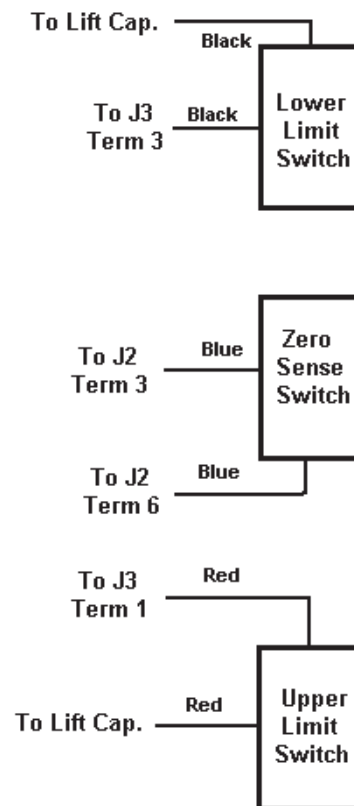 To Lift Cap.
Black
Lower
Limit
Switch
To J3
Term 3
Black
Zero
Sense
Switch
To J2
Term 3
Blue
To J2
Term 6
Blue
To J3
Term 1
Red
Upper
Limit
Switch
To Lift Cap.
Red